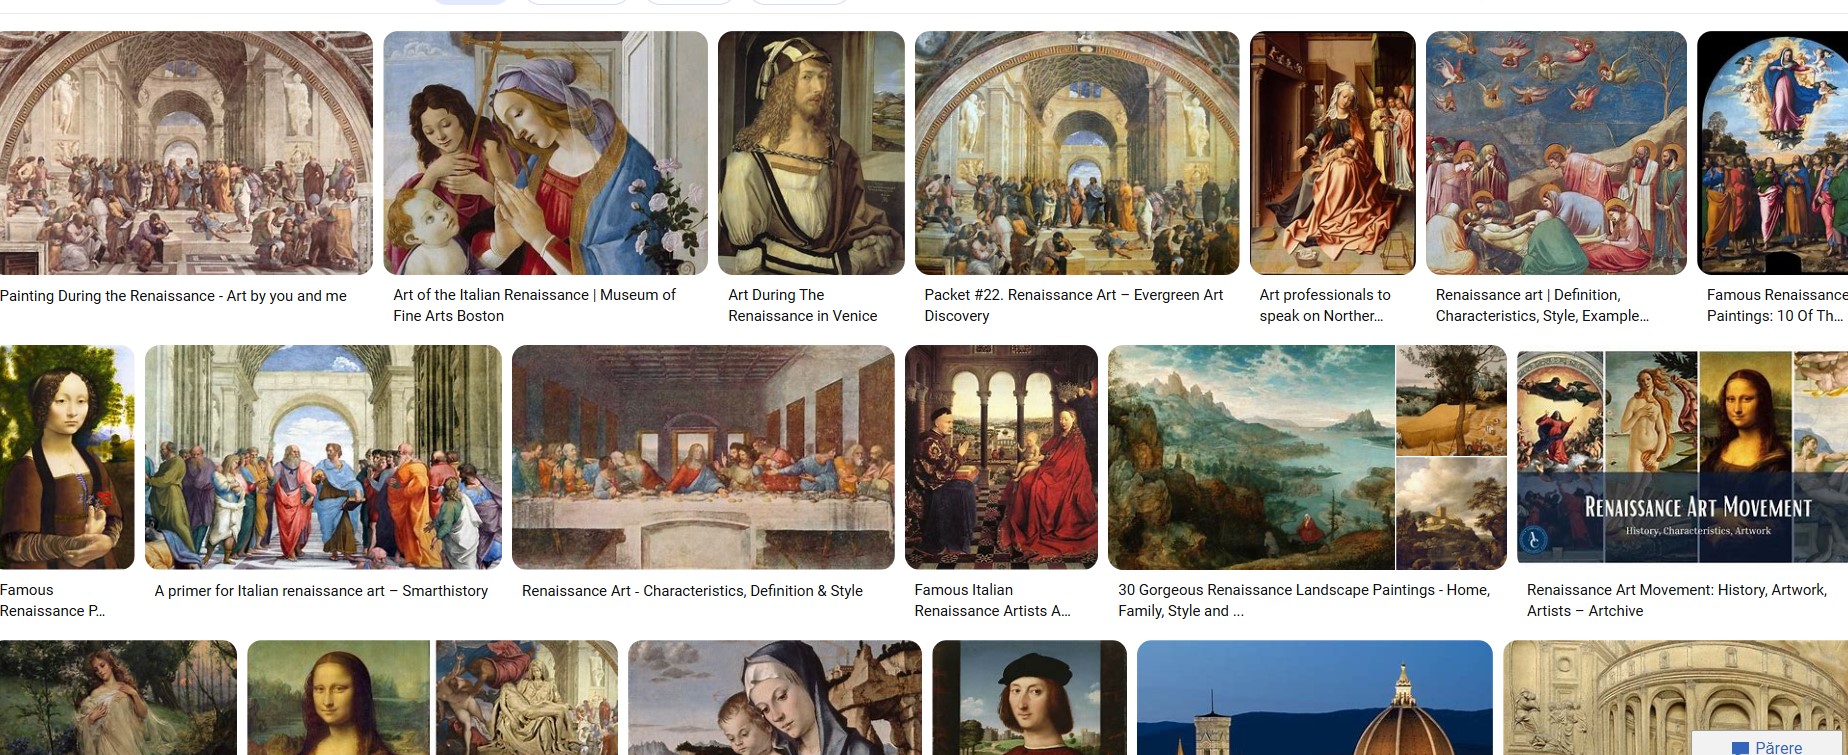 Painting During the Renaissance - Art by you and me
Art of the Italian Renaissance | Museum of
Fine Arts Boston
Art During The
Renaissance in Venice
Packet #22. Renaissance Art – Evergreen Art
Discovery
Art professionals to
speak on Norther...
Renaissance art | Definition,
Characteristics, Style, Example...
Famous Renaissance
Paintings: 10 Of Th...
RENAISSANCE ART MOVEMENT
History, Characteristics, Artwork
Famous
Renaissance P...
A primer for Italian renaissance art – Smarthistory
Renaissance Art - Characteristics, Definition & Style
Famous Italian
Renaissance Artists A...
30 Gorgeous Renaissance Landscape Paintings - Home,
Family, Style and ...
Renaissance Art Movement: History, Artwork,
Artists – Artchive
Părere